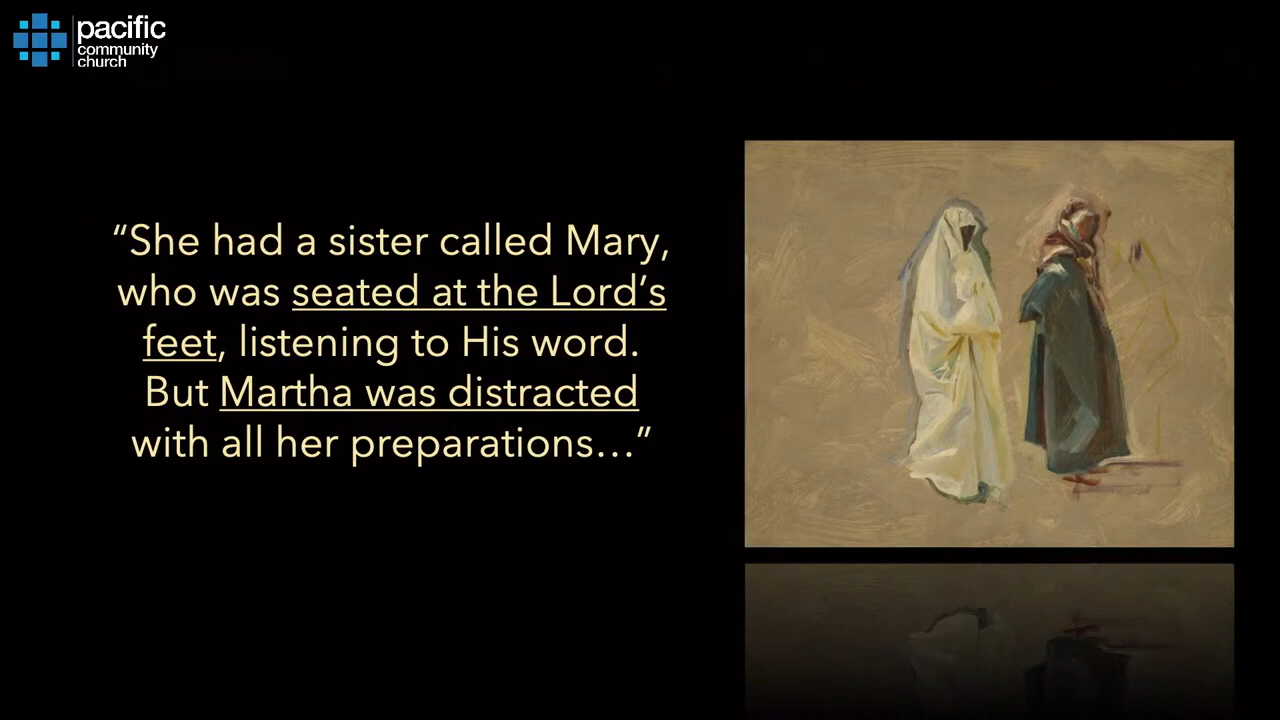 pacific
community
church
“She had a sister called Mary,
who was seated at the Lord’s
feet, listening to His word.
But Martha was distracted
with all her preparations…”